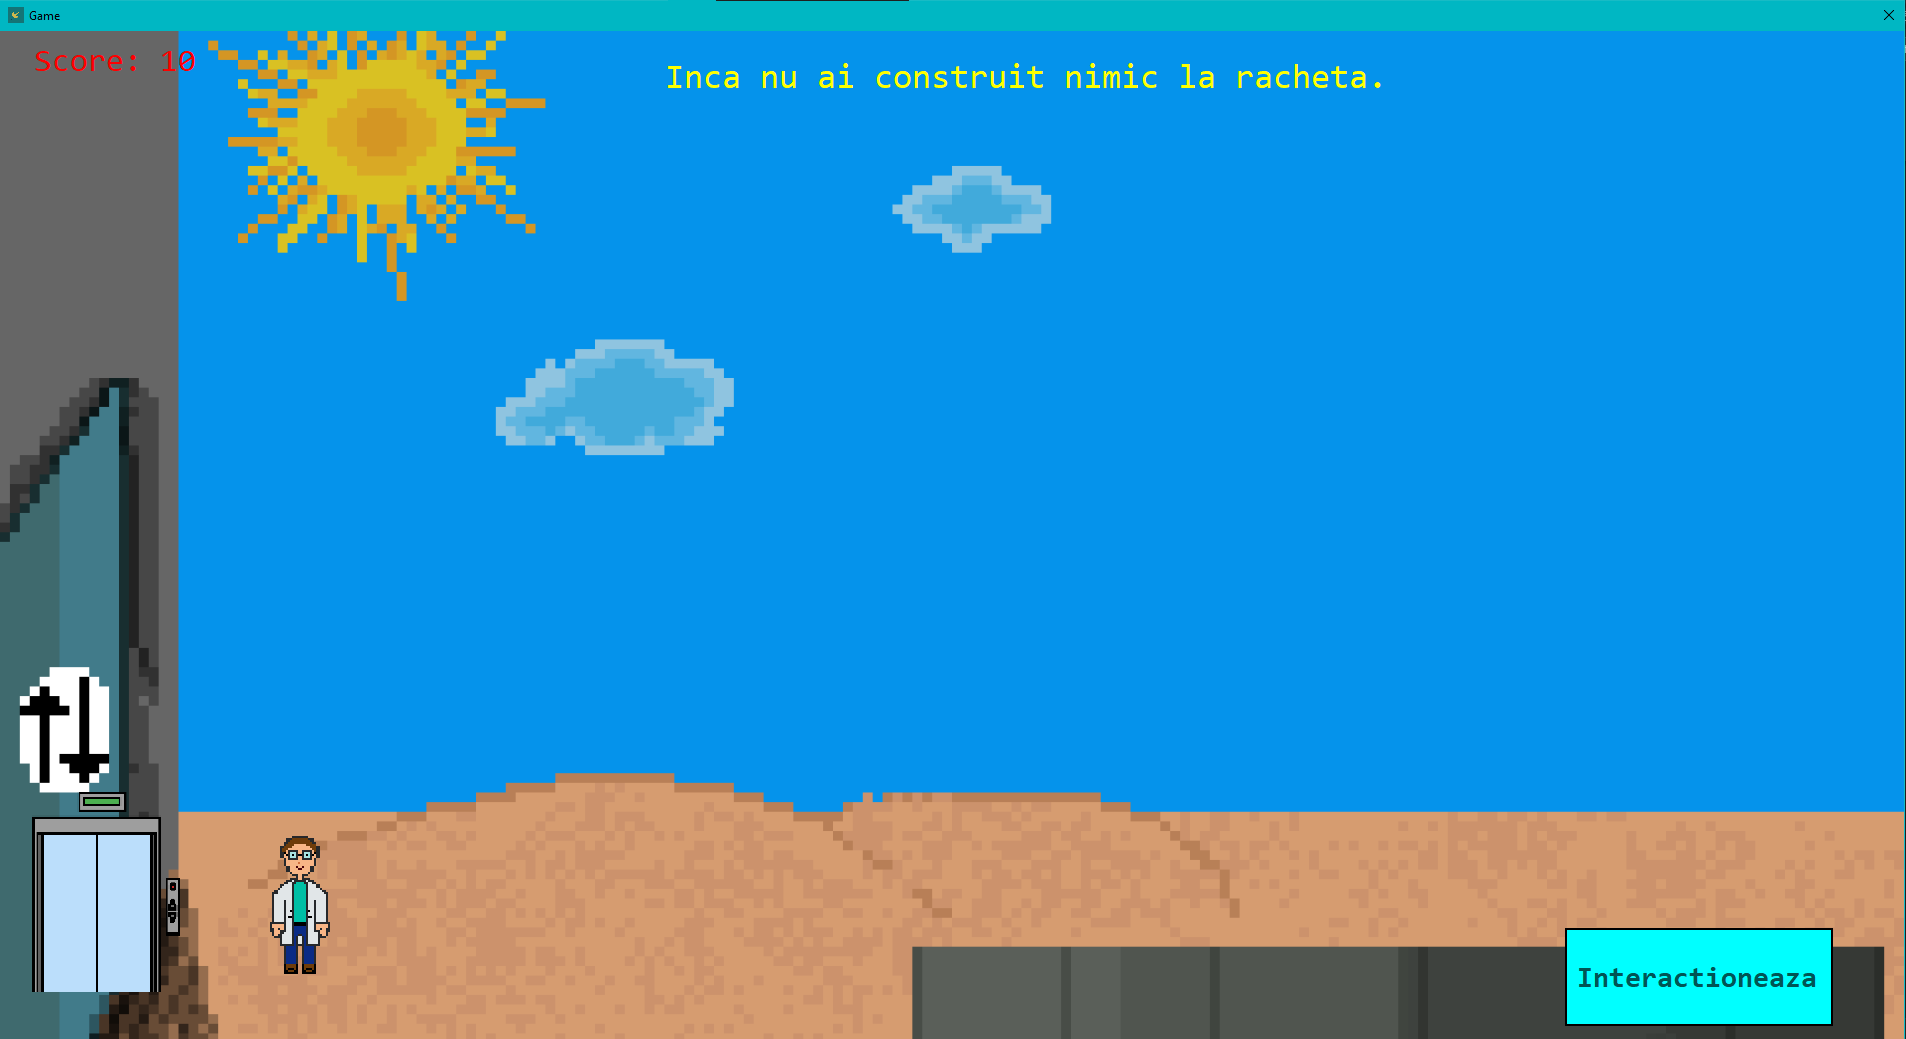 Game
Score: 10
Inca nu ai construit nimic la racheta.
Interactioneaza